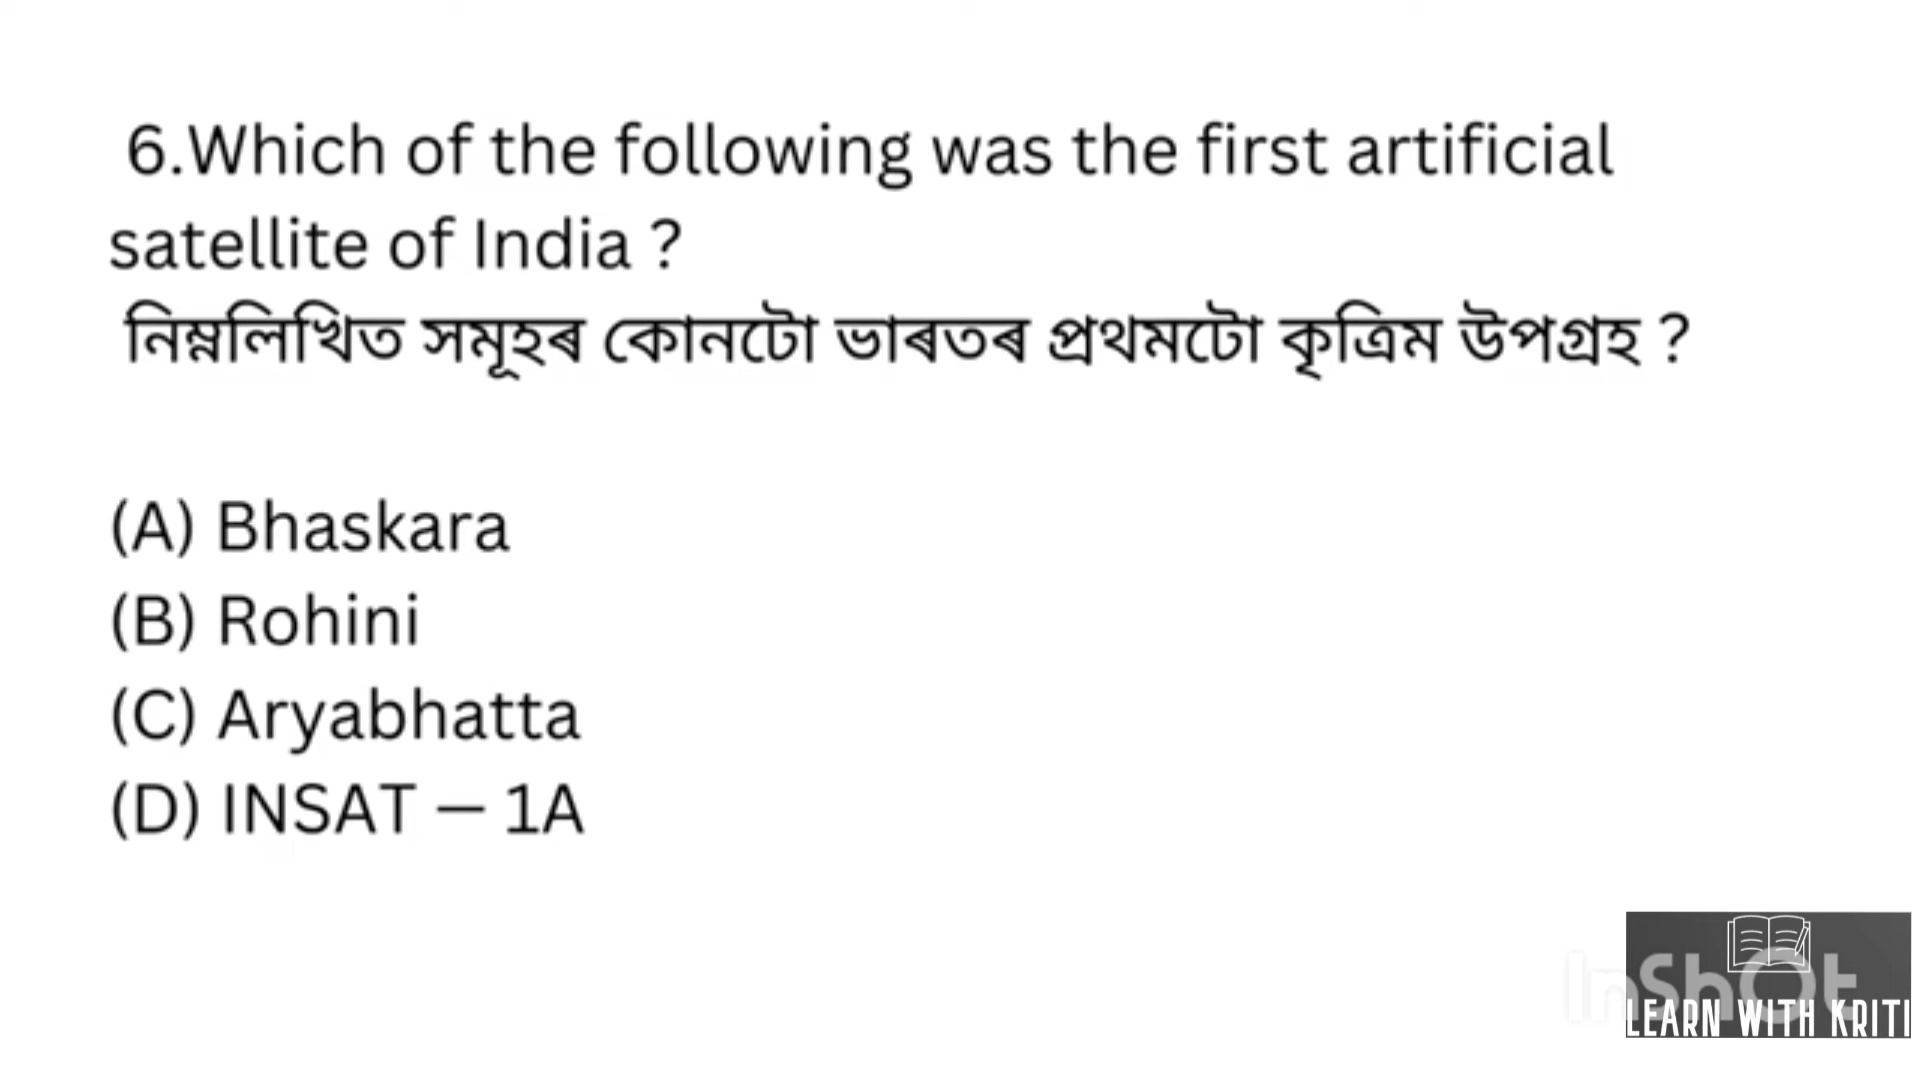 6.Which of the following was the first artificial
satellite of India ?
নিম্নলিখিত সমূহৰ কোনটো ভাৰতৰ প্ৰথমটো কৃত্ৰিম উপগ্ৰহ ?
(A) Bhaskara
(B) Rohini
(C) Aryabhatta
(D) INSAT – 1A
InShOt
LEARN WITH KRITI